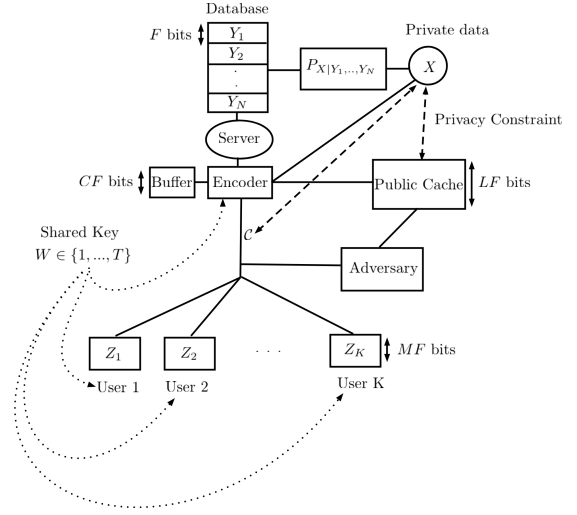 Database
F bits
Y_1
Y_2
.
.
Y_N
P_{X|Y_1,..,Y_N}
Private data
X
Server
Privacy Constraint
CF bits
Buffer
Encoder
Public Cache
LF bits
Shared Key
W ∈ {1, ..., T}
𝒞
Adversary
Z_1
Z_2
. . .
Z_K
MF bits
User 1
User 2
User K